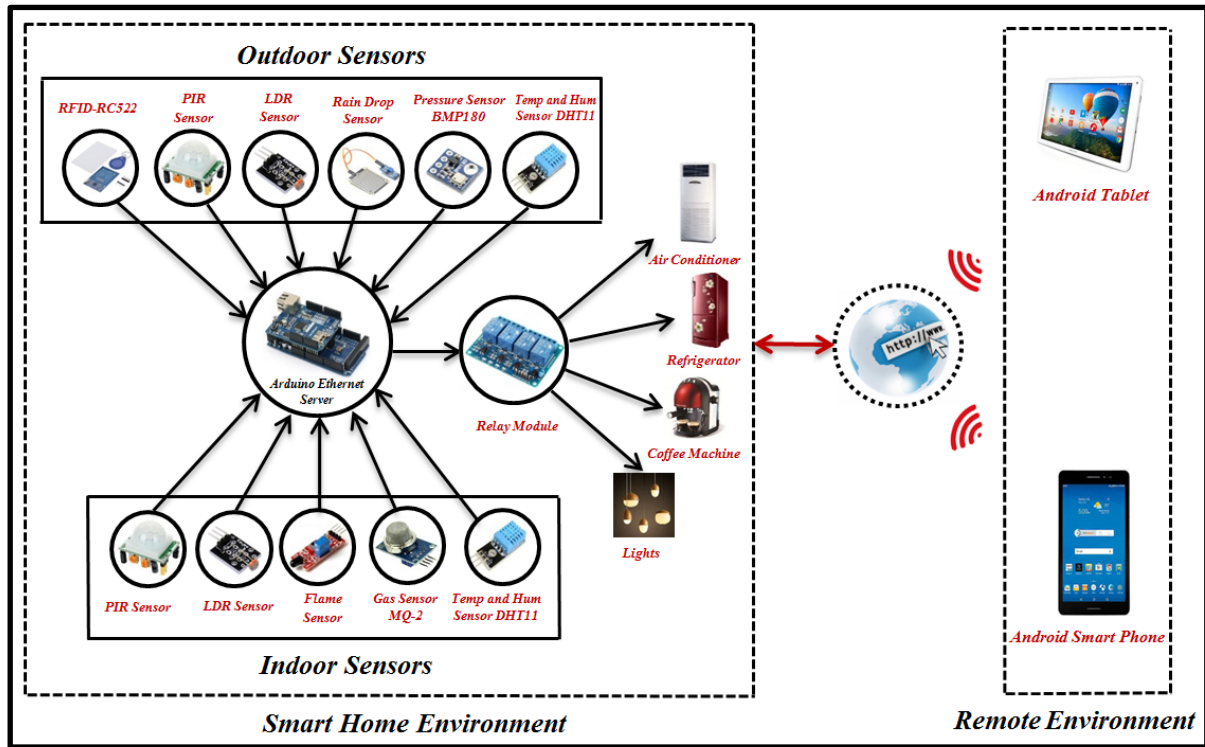 Outdoor Sensors
RFID-RC522
PIR
Sensor
LDR
Sensor
Rain Drop
Sensor
Pressure Sensor
BMP180
Temp and Hum
Sensor DHT11
Android Tablet
Air Conditioner
http://www.
Refrigerator
Arduino Ethernet
Server
Relay Module
Coffee Machine
Lights
PIR Sensor
LDR Sensor
Flame
Sensor
Gas Sensor
MQ-2
Temp and Hum
Sensor DHT11
Android Smart Phone
Indoor Sensors
Smart Home Environment
Remote Environment